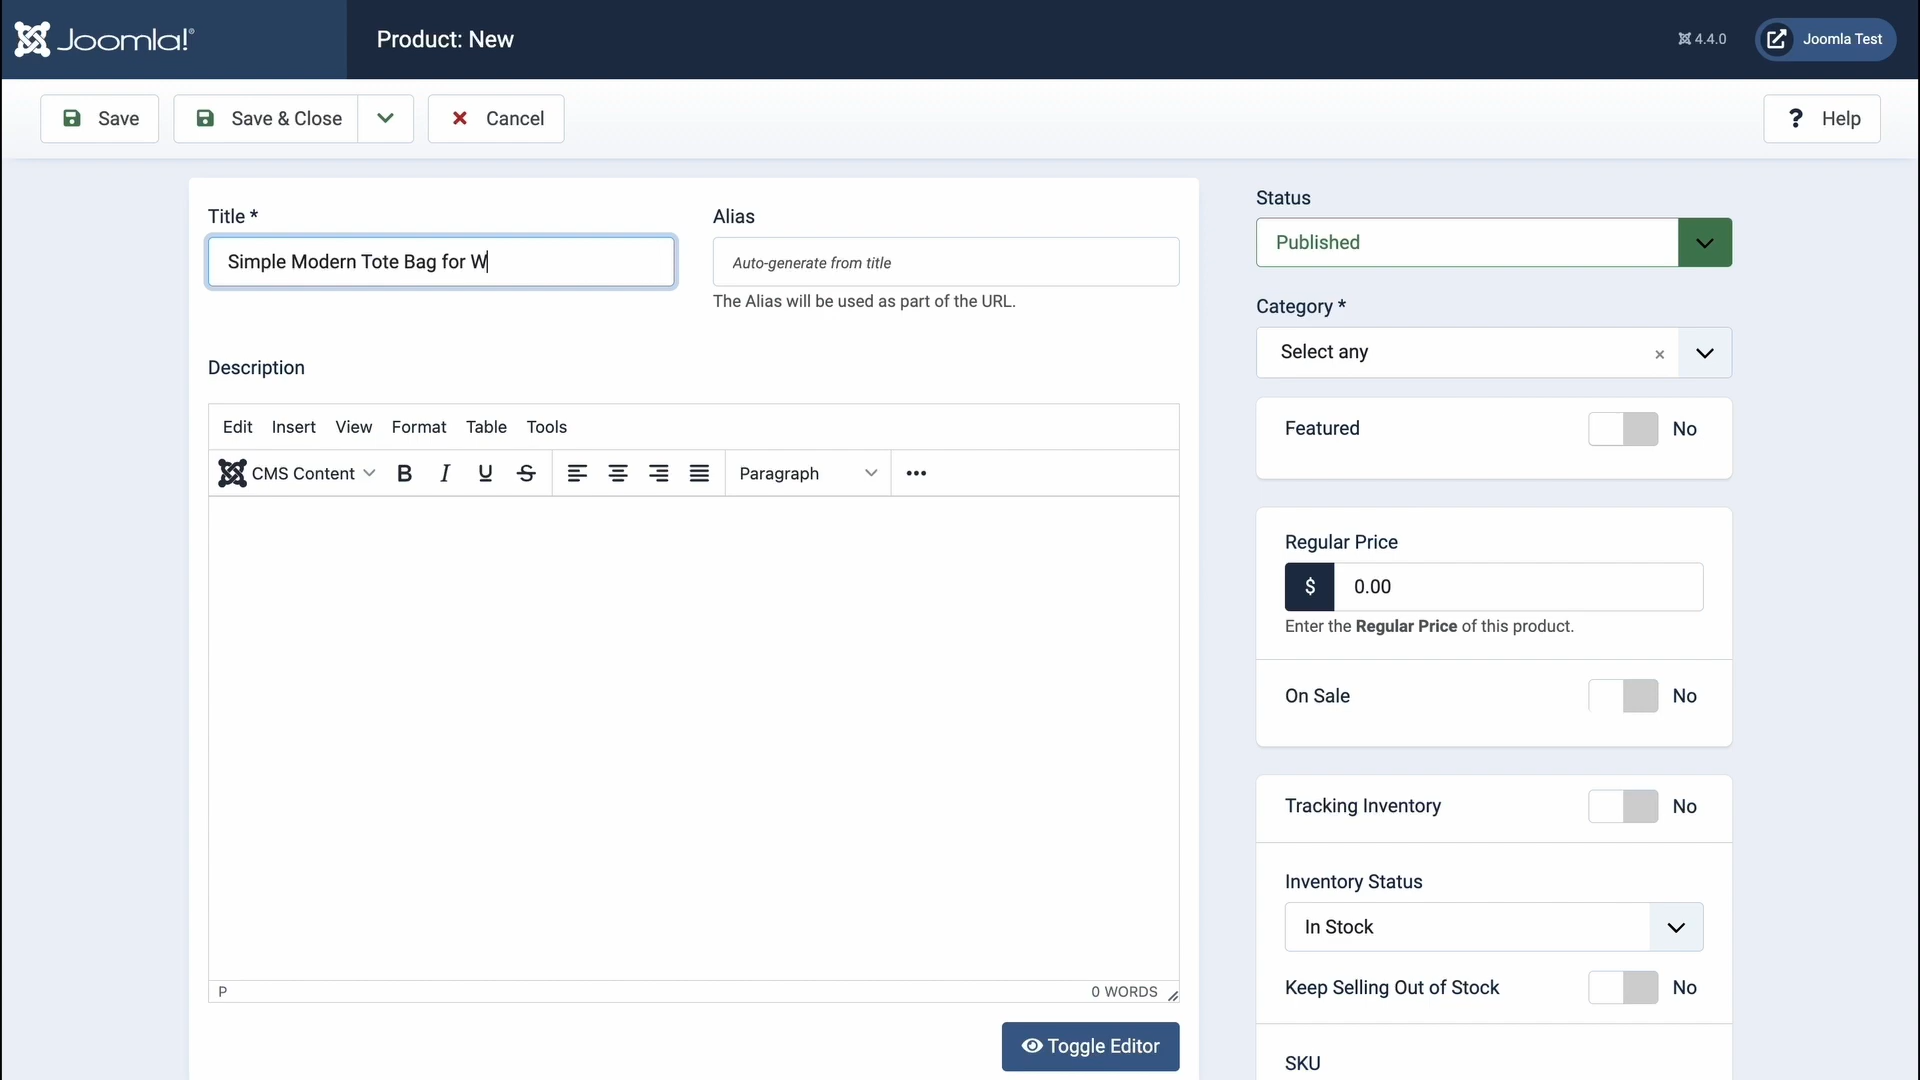 Joomla!®
Product: New
4.4.0
Joomla Test
Save
Save & Close
Cancel
? Help
Title *
Simple Modern Tote Bag for W
Alias
Auto-generate from title
The Alias will be used as part of the URL.
Description
Edit Insert View Format Table Tools
CMS Content B I U S Paragraph
P
0 WORDS
Toggle Editor
Status
Published
Category *
Select any ×
Featured No
Regular Price
$ 0.00
Enter the Regular Price of this product.
On Sale No
Tracking Inventory No
Inventory Status
In Stock
Keep Selling Out of Stock No
SKU